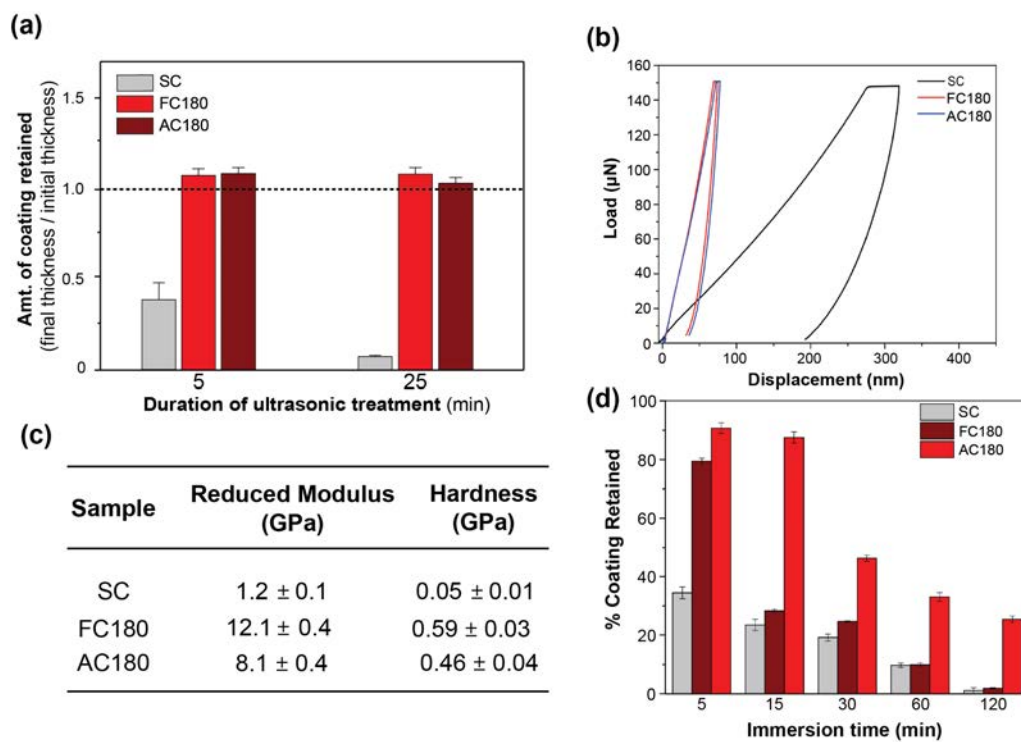 (a)
Amt. of coating retained
(final thickness / initial thickness)
1.5
1.0
0.5
0
SC
FC180
AC180
5 25
Duration of ultrasonic treatment (min)
(b)
Load (µN)
160
140
120
100
80
60
40
20
0
SC
FC180
AC180
0 100 200 300 400
Displacement (nm)
(c)
Sample Reduced Modulus (GPa) Hardness (GPa)
SC 1.2 ± 0.1 0.05 ± 0.01
FC180 12.1 ± 0.4 0.59 ± 0.03
AC180 8.1 ± 0.4 0.46 ± 0.04
(d)
% Coating Retained
100
80
60
40
20
0
SC
FC180
AC180
5 15 30 60 120
Immersion time (min)